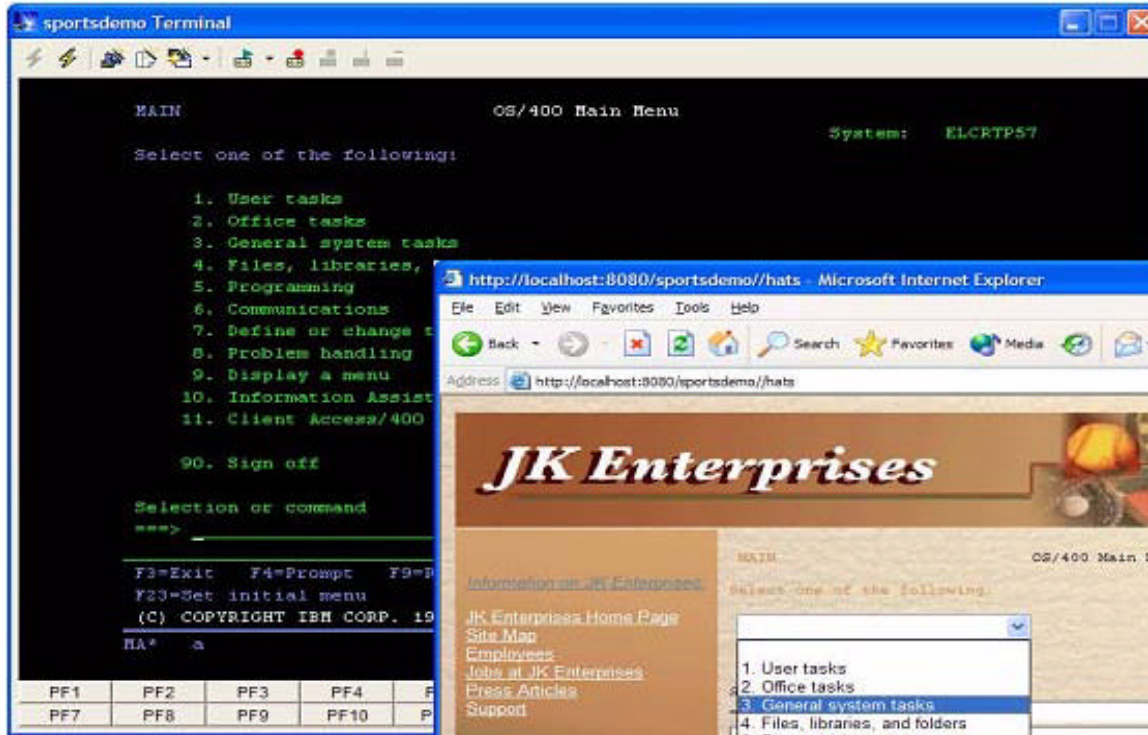 sportsdemo Terminal
MAIN
OS/400 Main Menu
System: ELCRTP57
Select one of the following:
1. User tasks
2. Office tasks
3. General system tasks
4. Files, libraries,
5. Programming
6. Communications
7. Define or change
8. Problem handling
9. Display a menu
10. Information Assist
11. Client Access/400
90. Sign off
Selection or command
===>
F3=Exit F4=Prompt
F23=Set initial menu
(C) COPYRIGHT IBM CORP. 19
MA* a
PF1 PF2 PF3 PF4
PF7 PF8 PF9 PF10
http://localhost:8080/sportsdemo//hats - Microsoft Internet Explorer
File Edit View Favorites Tools Help
Back Search Favorites Media
Address http://localhost:8080/sportsdemo//hats
JK Enterprises
Information on JK Enterprises.
JK Enterprises Home Page
Site Map
Employees
Jobs at JK Enterprises
Press Articles
Support
MAIN
OS/400 Main
Select one of the following:
1. User tasks
2. Office tasks
3. General system tasks
4. Files, libraries, and folders